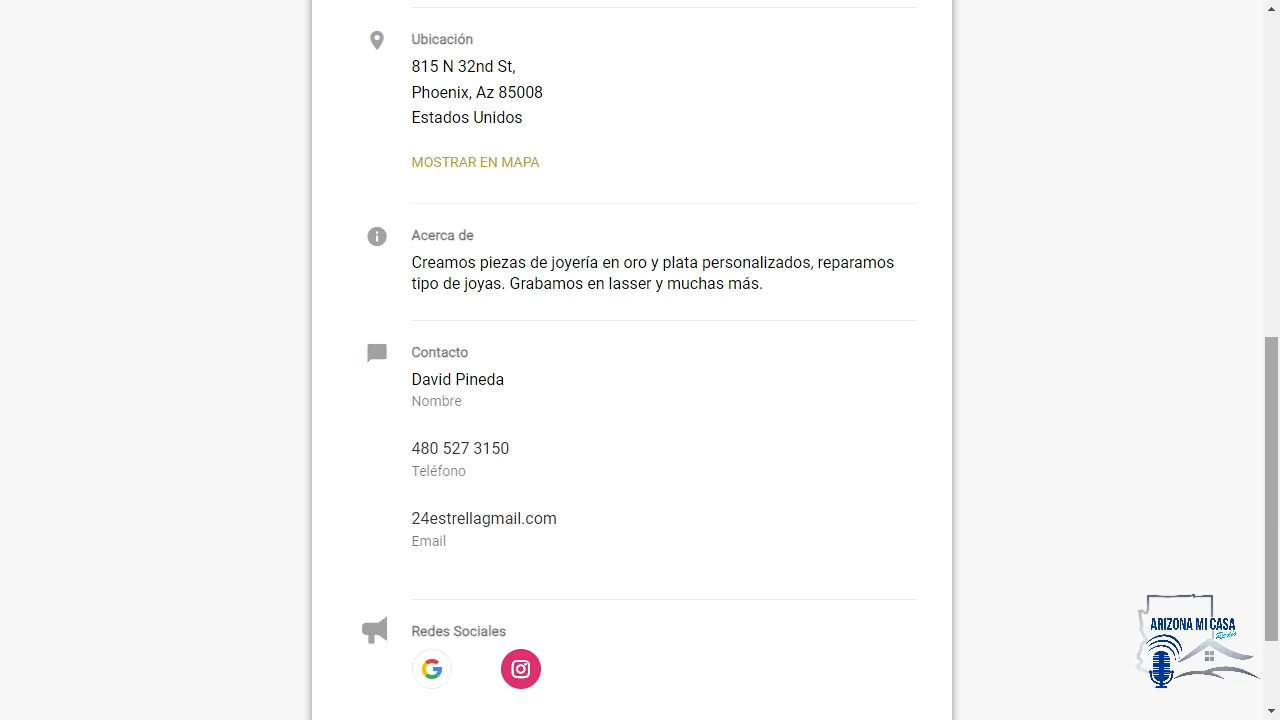 Ubicación
815 N 32nd St,
Phoenix, Az 85008
Estados Unidos
MOSTRAR EN MAPA
Acerca de
Creamos piezas de joyería en oro y plata personalizados, reparamos
tipo de joyas. Grabamos en lasser y muchas más.
Contacto
David Pineda
Nombre
480 527 3150
Teléfono
24estrellagmail.com
Email
Redes Sociales
ARIZONA MI CASA
Radio